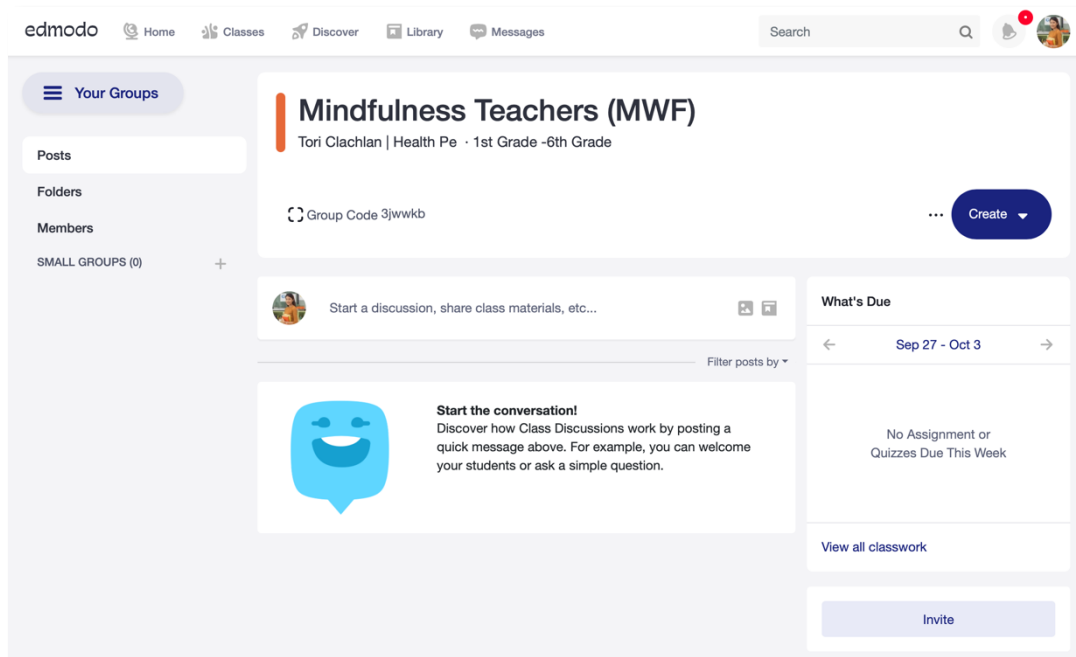 edmodo
Home
Classes
Discover
Library
Messages
Search
Your Groups
Posts
Folders
Members
SMALL GROUPS (0)
Mindfulness Teachers (MWF)
Tori Clachlan | Health Pe · 1st Grade -6th Grade
Group Code 3jwwkb
Create
Start a discussion, share class materials, etc...
Filter posts by
Start the conversation!
Discover how Class Discussions work by posting a
quick message above. For example, you can welcome
your students or ask a simple question.
What's Due
Sep 27 - Oct 3
No Assignment or
Quizzes Due This Week
View all classwork
Invite